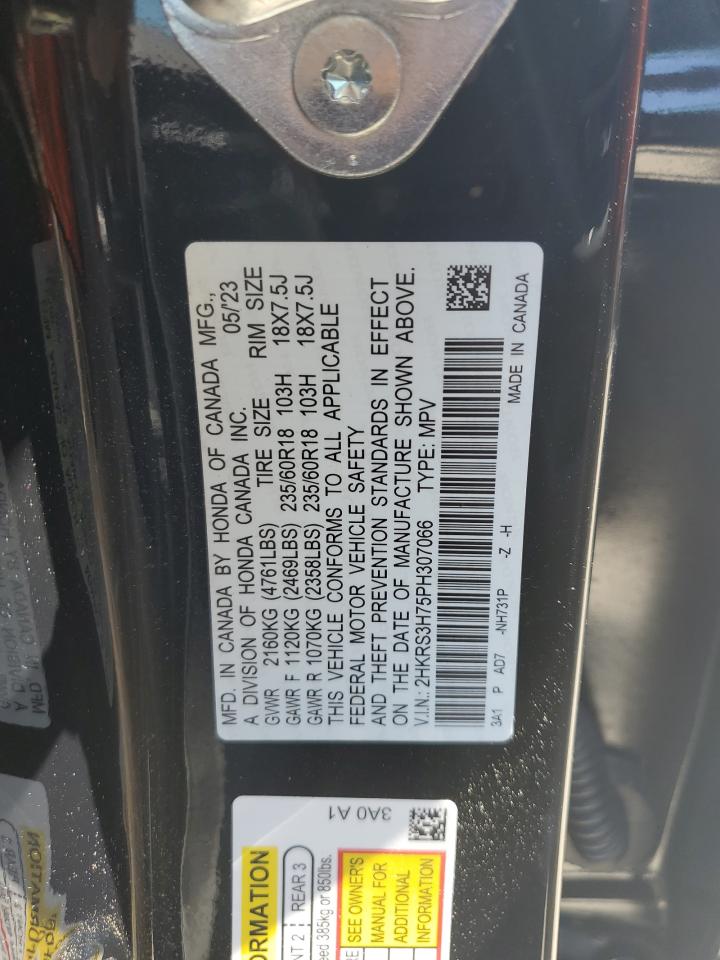 MFD. IN CANADA BY HONDA OF CANADA MFG.,
A DIVISION OF HONDA CANADA INC. 05/'23
GVWR 2160KG (4761LBS) TIRE SIZE RIM SIZE
GAWR F 1120KG (2469LBS) 235/60R18 103H 18X7.5J
GAWR R 1070KG (2358LBS) 235/60R18 103H 18X7.5J
THIS VEHICLE CONFORMS TO ALL APPLICABLE
FEDERAL MOTOR VEHICLE SAFETY
AND THEFT PREVENTION STANDARDS IN EFFECT
ON THE DATE OF MANUFACTURE SHOWN ABOVE.
V.I.N.: 2HKRS3H75PH307066 TYPE: MPV
3A1 P AD7 -NH731P -Z -H
MADE IN CANADA
3A0 A1
2 REAR 3
385kg or 850lbs.
SEE OWNER'S
MANUAL FOR
ADDITIONAL
INFORMATION